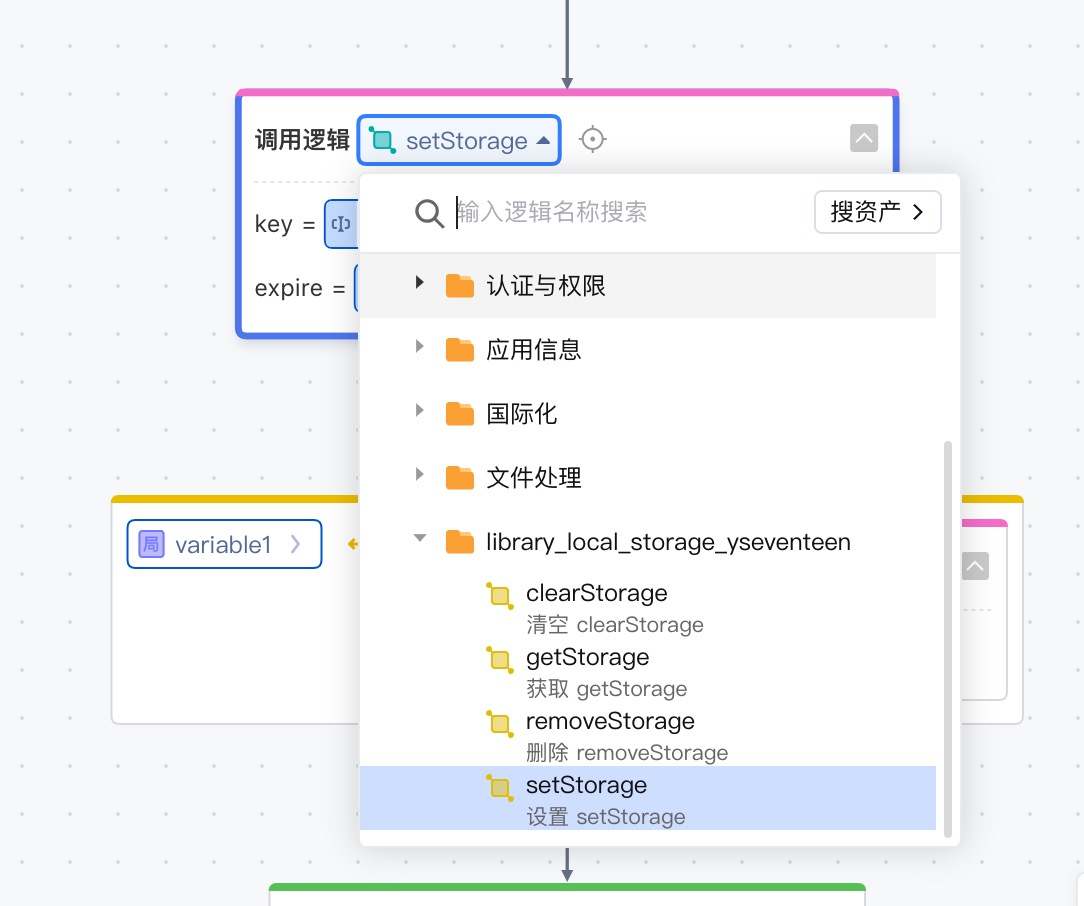 调用逻辑 setStorage
输入逻辑名称搜索 搜资产
key =
expire =
认证与权限
应用信息
国际化
文件处理
library_local_storage_yseventeen
局 variable1
clearStorage
清空 clearStorage
getStorage
获取 getStorage
removeStorage
删除 removeStorage
setStorage
设置 setStorage